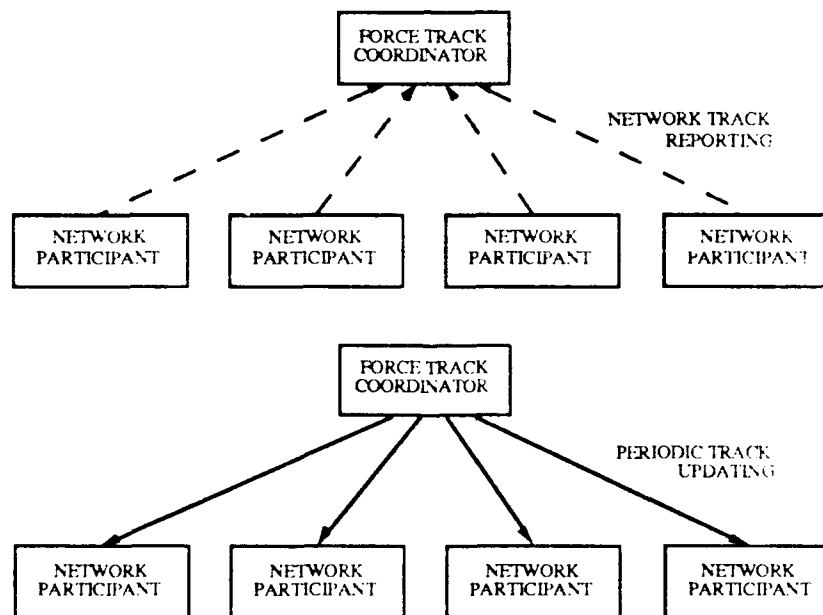 FORCE TRACK
COORDINATOR
NETWORK TRACK
REPORTING
NETWORK
PARTICIPANT
NETWORK
PARTICIPANT
NETWORK
PARTICIPANT
NETWORK
PARTICIPANT
FORCE TRACK
COORDINATOR
PERIODIC TRACK
UPDATING
NETWORK
PARTICIPANT
NETWORK
PARTICIPANT
NETWORK
PARTICIPANT
NETWORK
PARTICIPANT